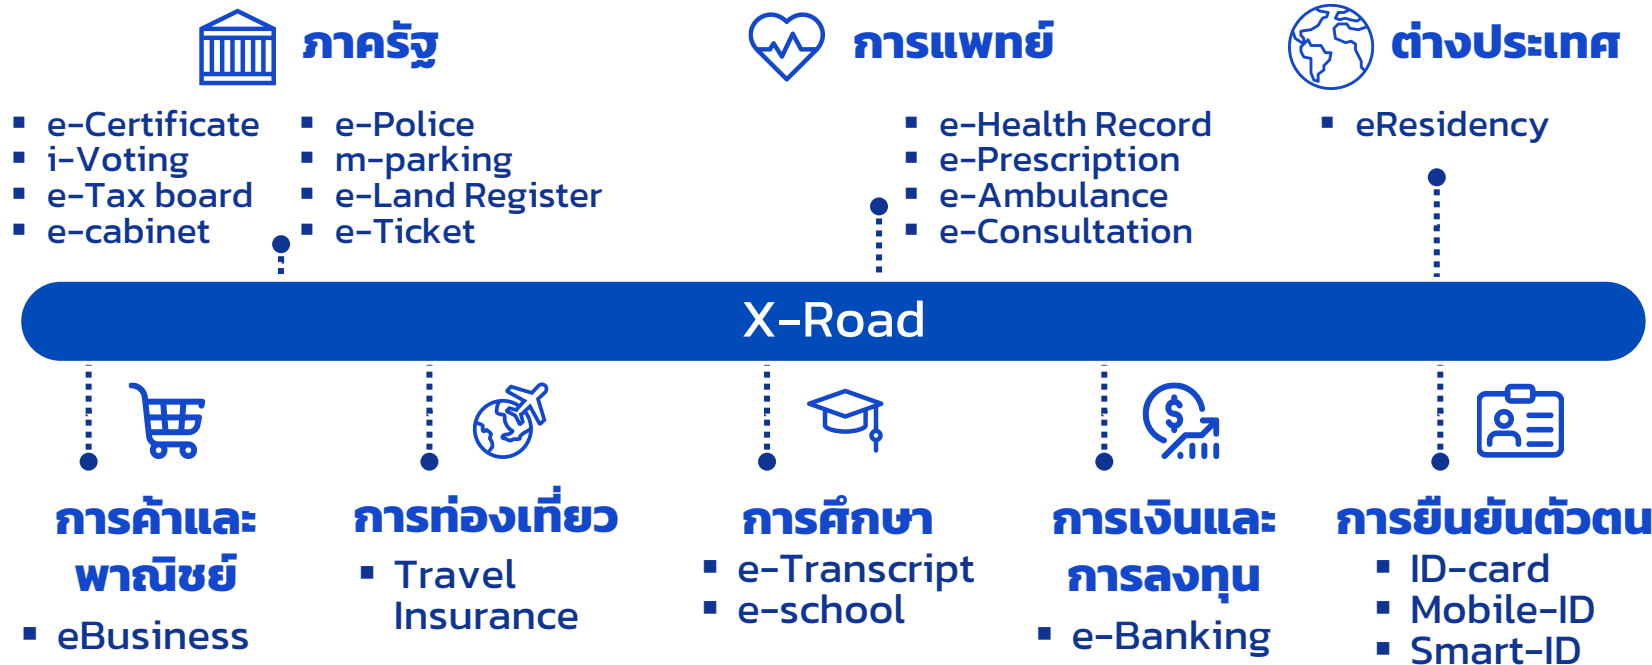 ภาครัฐ
e-Certificate
i-Voting
e-Tax board
e-cabinet
e-Police
m-parking
e-Land Register
e-Ticket
การแพทย์
e-Health Record
e-Prescription
e-Ambulance
e-Consultation
ต่างประเทศ
eResidency
X-Road
การค้าและ
พาณิชย์
eBusiness
การท่องเที่ยว
Travel
Insurance
การศึกษา
e-Transcript
e-school
การเงินและ
การลงทุน
e-Banking
การยืนยันตัวตน
ID-card
Mobile-ID
Smart-ID